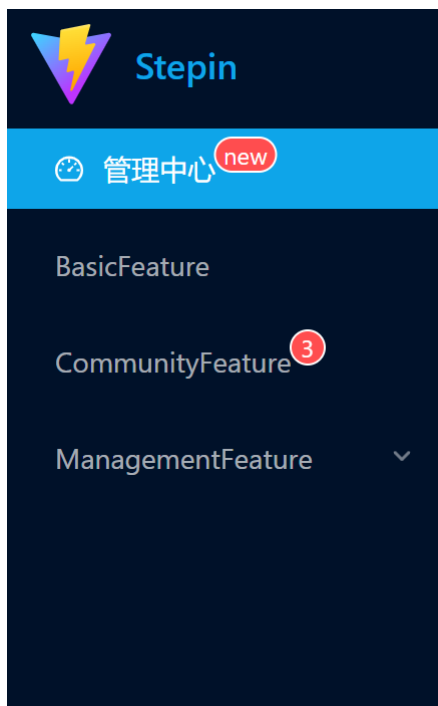 Stepin
管理中心 new
BasicFeature
CommunityFeature 3
ManagementFeature